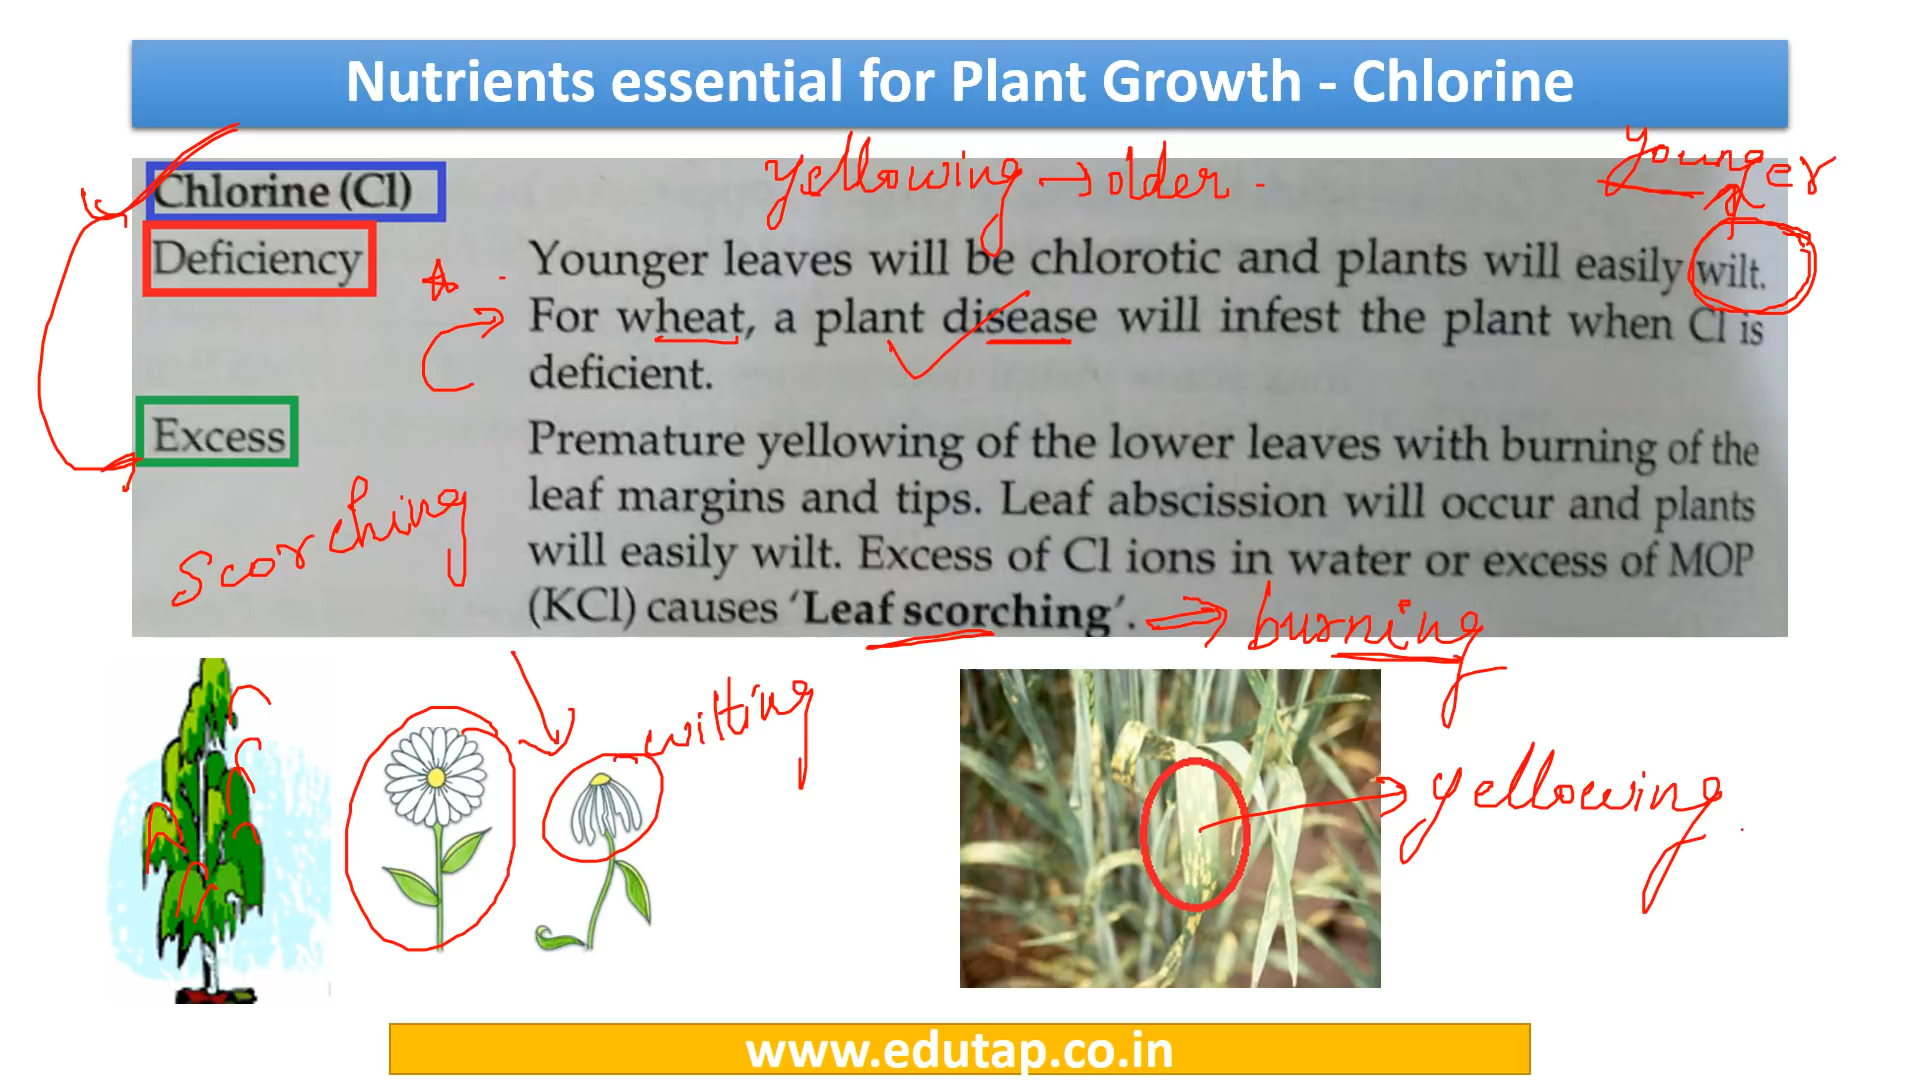 Nutrients essential for Plant Growth - Chlorine
younger
yellowing → older -
Chlorine (Cl)
Deficiency
Younger leaves will be chlorotic and plants will easily wilt.
For wheat, a plant disease will infest the plant when Cl is
deficient.
Excess
Premature yellowing of the lower leaves with burning of the
leaf margins and tips. Leaf abscission will occur and plants
will easily wilt. Excess of Cl ions in water or excess of MOP
(KCl) causes ‘Leaf scorching’.
scorching
⇒ burning
wilting
yellowing
www.edutap.co.in